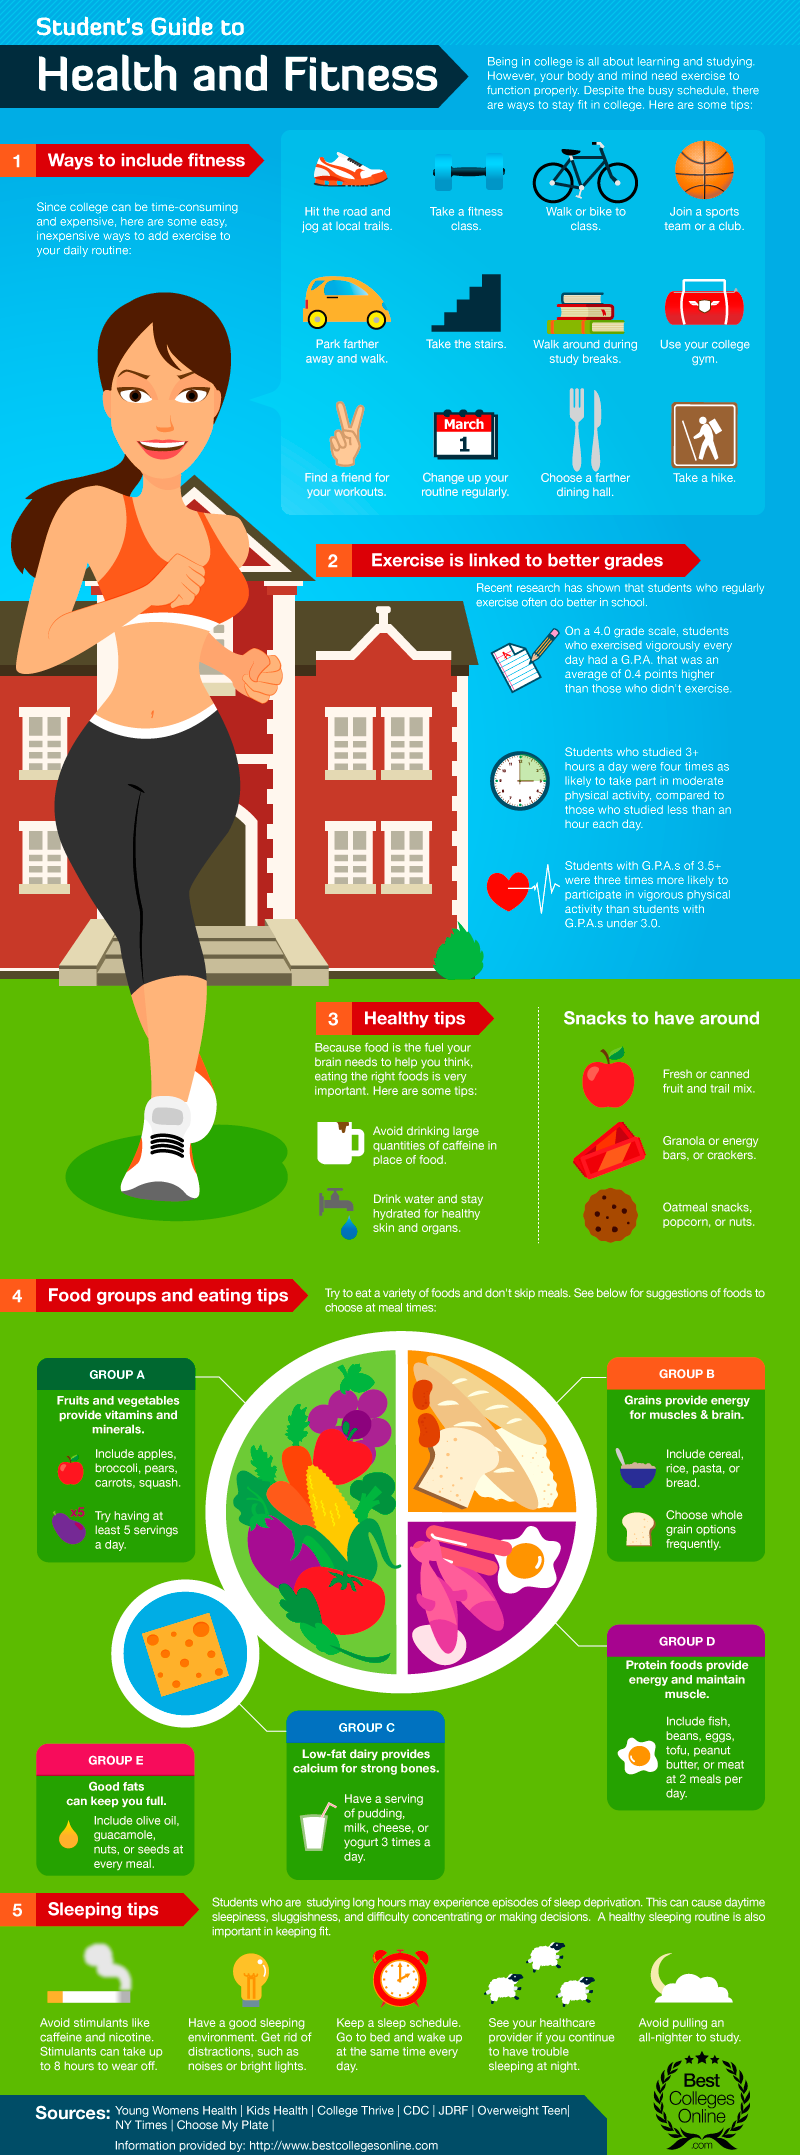 Student's Guide to
Health and Fitness
Being in college is all about learning and studying.
However, your body and mind need exercise to
function properly. Despite the busy schedule, there
are ways to stay fit in college. Here are some tips:
1 Ways to include fitness
Since college can be time-consuming
and expensive, here are some easy,
inexpensive ways to add exercise to
your daily routine:
Hit the road and
jog at local trails.
Take a fitness
class.
Walk or bike to
class.
Join a sports
team or a club.
Park farther
away and walk.
Take the stairs.
Walk around during
study breaks.
Use your college
gym.
March
1
Find a friend for
your workouts.
Change up your
routine regularly.
Choose a farther
dining hall.
Take a hike.
2 Exercise is linked to better grades
Recent research has shown that students who regularly
exercise often do better in school.
On a 4.0 grade scale, students
who exercised vigorously every
day had a G.P.A. that was an
average of 0.4 points higher
than those who didn't exercise.
Students who studied 3+
hours a day were four times as
likely to take part in moderate
physical activity, compared to
those who studied less than an
hour each day.
Students with G.P.A.s of 3.5+
were three times more likely to
participate in vigorous physical
activity than students with
G.P.A.s under 3.0.
3 Healthy tips
Because food is the fuel your
brain needs to help you think,
eating the right foods is very
important. Here are some tips:
Avoid drinking large
quantities of caffeine in
place of food.
Drink water and stay
hydrated for healthy
skin and organs.
Snacks to have around
Fresh or canned
fruit and trail mix.
Granola or energy
bars, or crackers.
Oatmeal snacks,
popcorn, or nuts.
4 Food groups and eating tips
Try to eat a variety of foods and don't skip meals. See below for suggestions of foods to
choose at meal times:
GROUP A
Fruits and vegetables
provide vitamins and
minerals.
Include apples,
broccoli, pears,
carrots, squash.
x5
Try having at
least 5 servings
a day.
GROUP B
Grains provide energy
for muscles & brain.
Include cereal,
rice, pasta, or
bread.
Choose whole
grain options
frequently.
GROUP D
Protein foods provide
energy and maintain
muscle.
Include fish,
beans, eggs,
tofu, peanut
butter, or meat
at 2 meals per
day.
GROUP C
Low-fat dairy provides
calcium for strong bones.
Have a serving
of pudding,
milk, cheese, or
yogurt 3 times a
day.
GROUP E
Good fats
can keep you full.
Include olive oil,
guacamole,
nuts, or seeds at
every meal.
5 Sleeping tips
Students who are studying long hours may experience episodes of sleep deprivation. This can cause daytime
sleepiness, sluggishness, and difficulty concentrating or making decisions. A healthy sleeping routine is also
important in keeping fit.
Avoid stimulants like
caffeine and nicotine.
Stimulants can take up
to 8 hours to wear off.
Have a good sleeping
environment. Get rid of
distractions, such as
noises or bright lights.
Keep a sleep schedule.
Go to bed and wake up
at the same time every
day.
See your healthcare
provider if you continue
to have trouble
sleeping at night.
Avoid pulling an
all-nighter to study.
Best
Colleges
Online
.com
Sources: Young Womens Health | Kids Health | College Thrive | CDC | JDRF | Overweight Teen|
NY Times | Choose My Plate |
Information provided by: http://www.bestcollegesonline.com